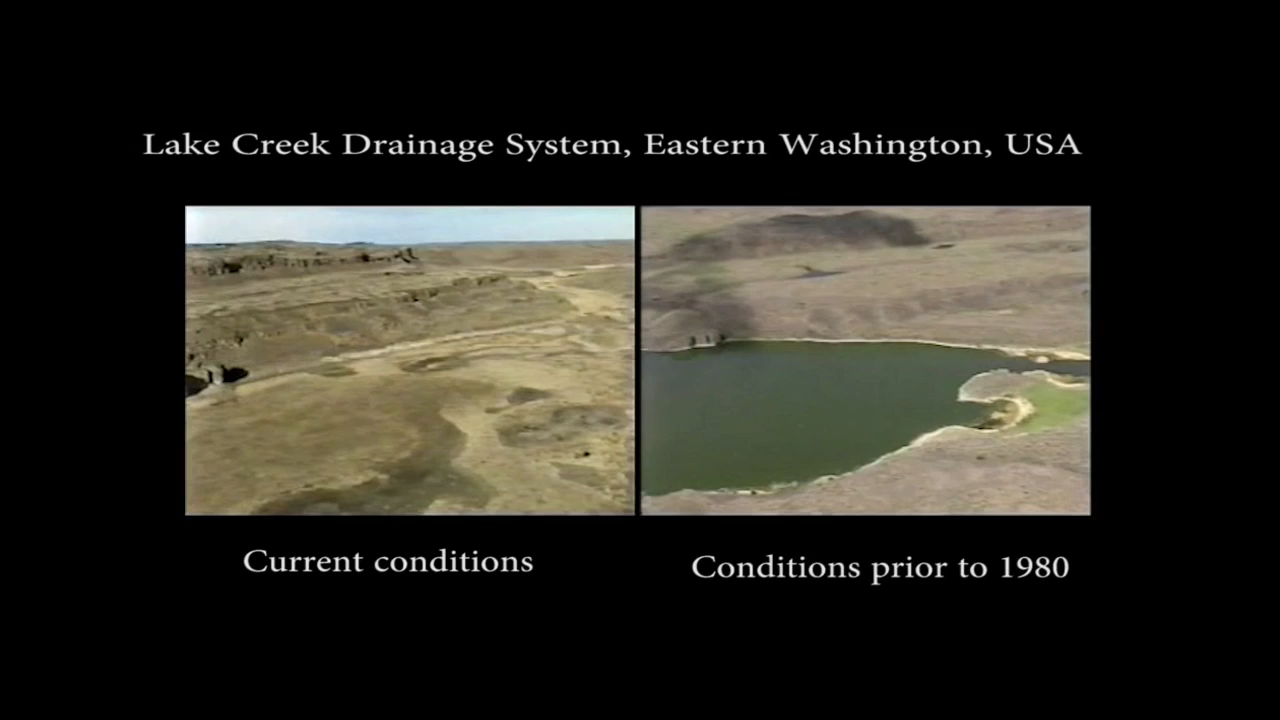 Lake Creek Drainage System, Eastern Washington, USA
Current conditions
Conditions prior to 1980